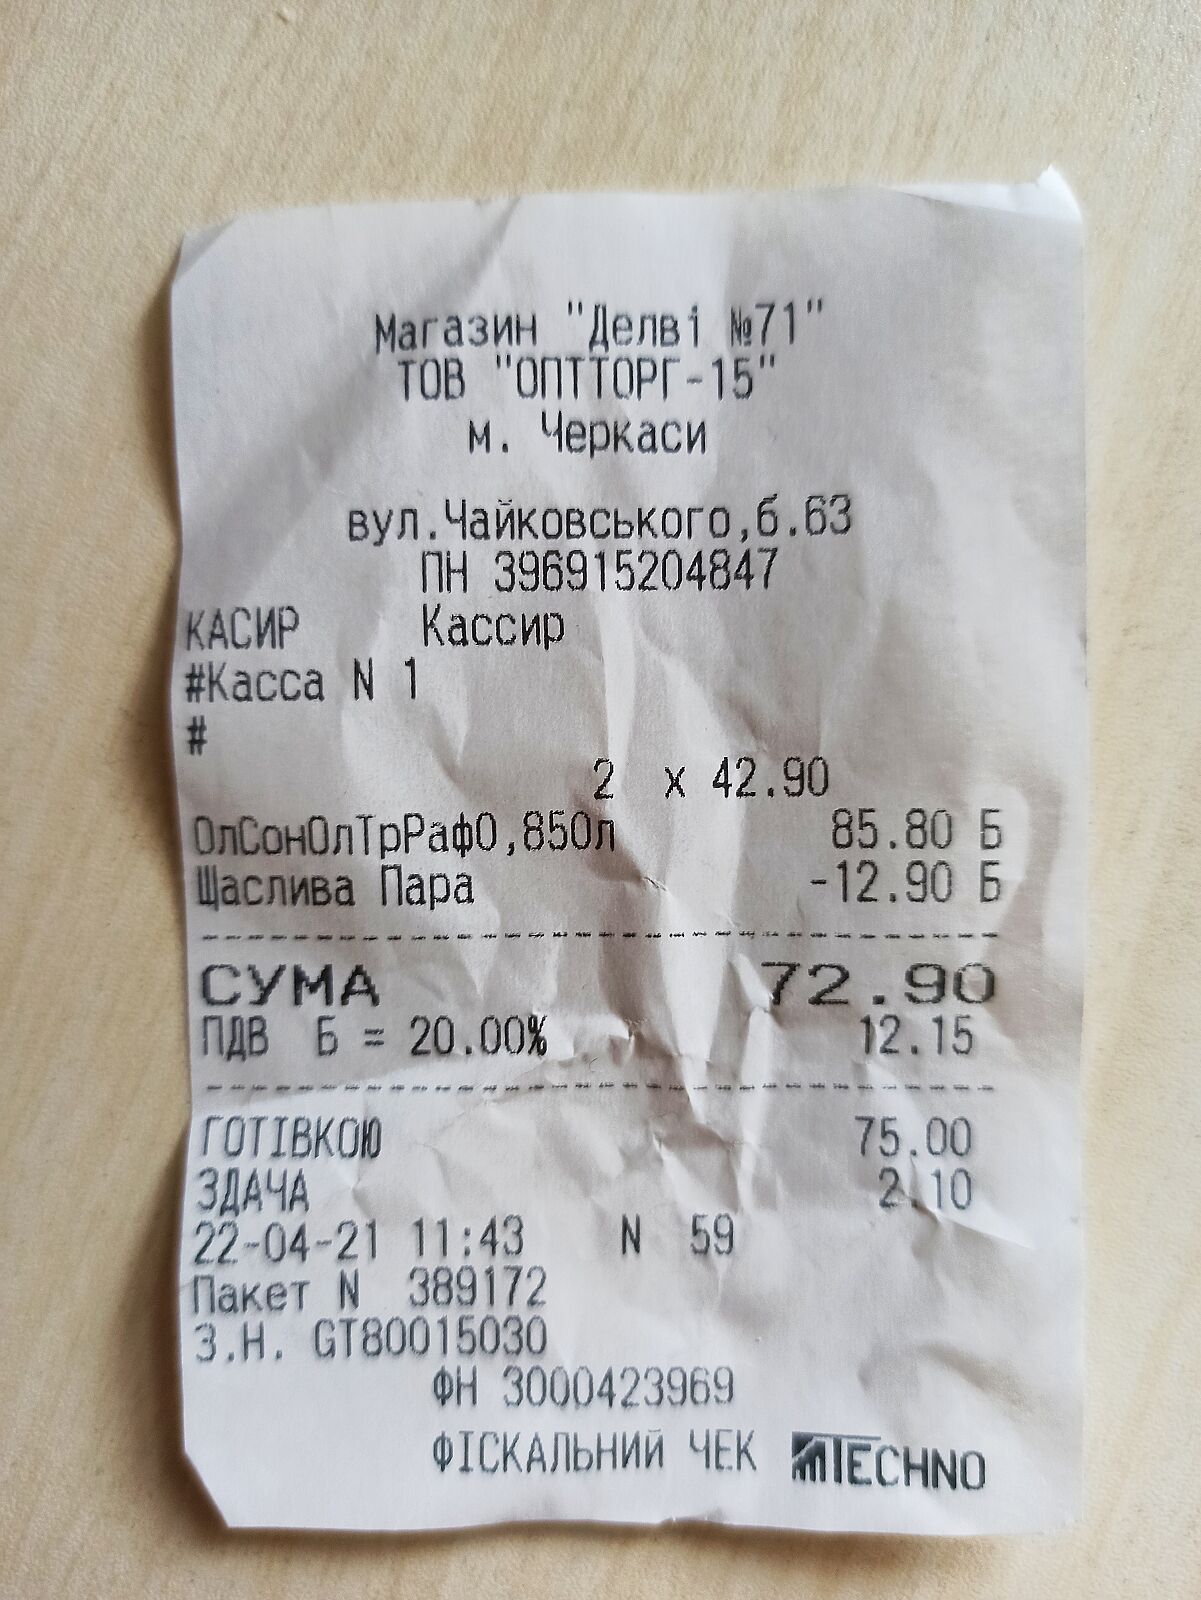 Магазин "Делві №71"
ТОВ "ОПТТОРГ-15"
м. Черкаси
вул.Чайковського,б.63
ПН 396915204847
КАСИР Кассир
#Касса N 1
#
2 x 42.90
ОлСонОлТрРаф0,850л 85.80 Б
Щаслива Пара -12.90 Б
СУМА 72.90
ПДВ Б = 20.00% 12.15
ГОТІВКОЮ 75.00
ЗДАЧА 2.10
22-04-21 11:43 N 59
Пакет N 389172
З.Н. GT80015030
ФН 3000423969
ФІСКАЛЬНИЙ ЧЕК TECHNO